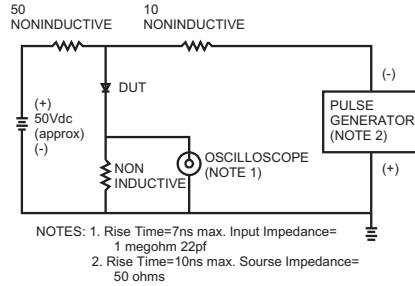 50
NONINDUCTIVE
10
NONINDUCTIVE
DUT
(+)
50Vdc
(approx)
(-)
NON
INDUCTIVE
OSCILLOSCOPE
(NOTE 1)
(-)
PULSE
GENERATOR
(NOTE 2)
(+)
NOTES: 1. Rise Time=7ns max. Input Impedance=
1 megohm 22pf
2. Rise Time=10ns max. Sourse Impedance=
50 ohms